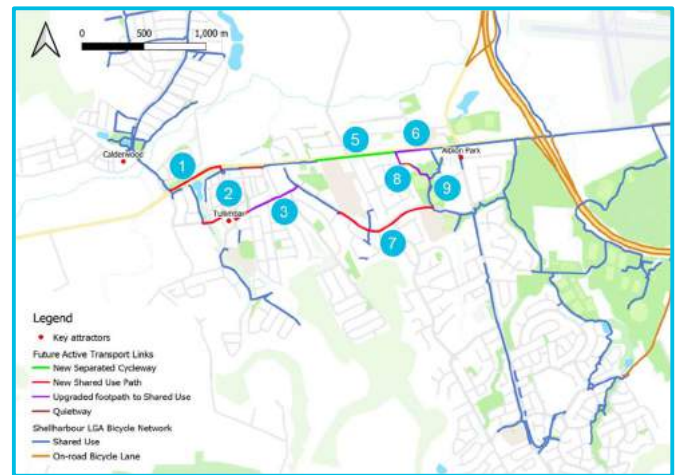 0 500 1,000 m
Calderwood
1
2
Tullimbar
3
5
6
Albion Park
8
9
7
Legend
Key attractors
Future Active Transport Links
New Separated Cycleway
New Shared Use Path
Upgraded footpath to Shared Use
Quietway
Shellharbour LGA Bicycle Network
Shared Use
On-road Bicycle Lane